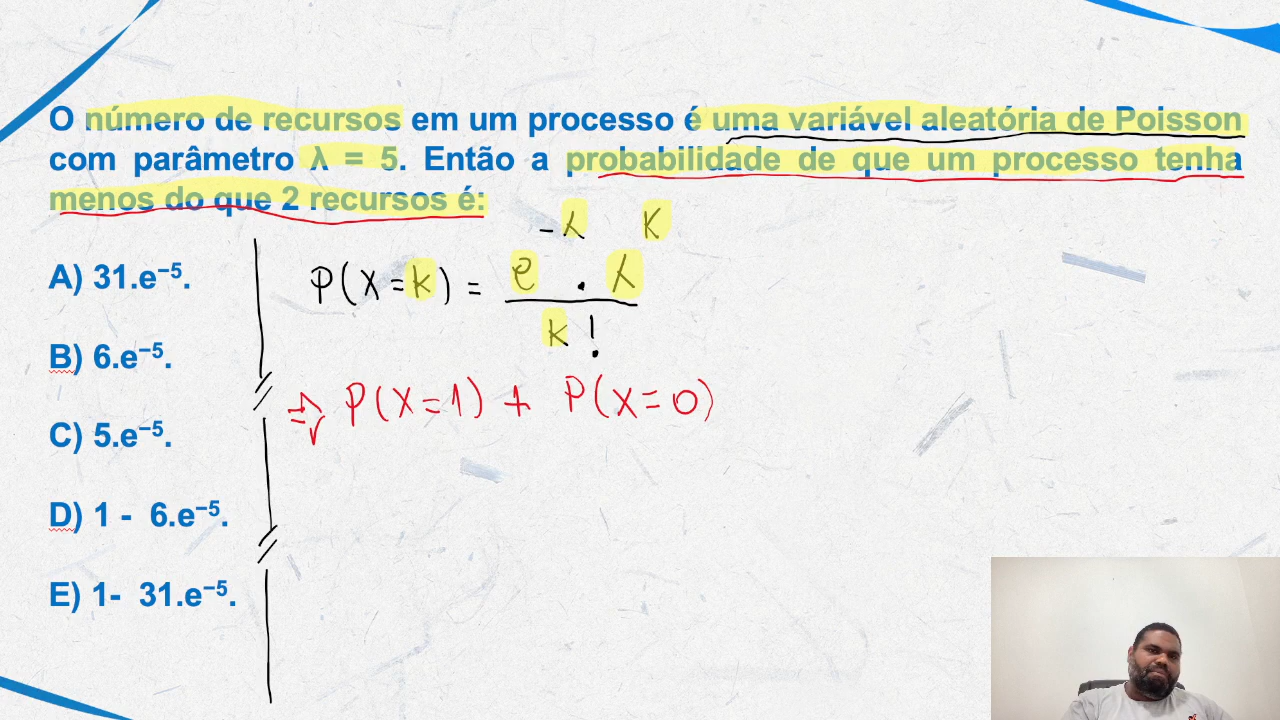 O número de recursos em um processo é uma variável aleatória de Poisson
com parâmetro λ = 5. Então a probabilidade de que um processo tenha
menos do que 2 recursos é:
A) 31.e⁻⁵.
B) 6.e⁻⁵.
C) 5.e⁻⁵.
D) 1 - 6.e⁻⁵.
E) 1- 31.e⁻⁵.
-λ K
P(X=k) = e . λ
k!
⇒ P(X=1) + P(X=0)